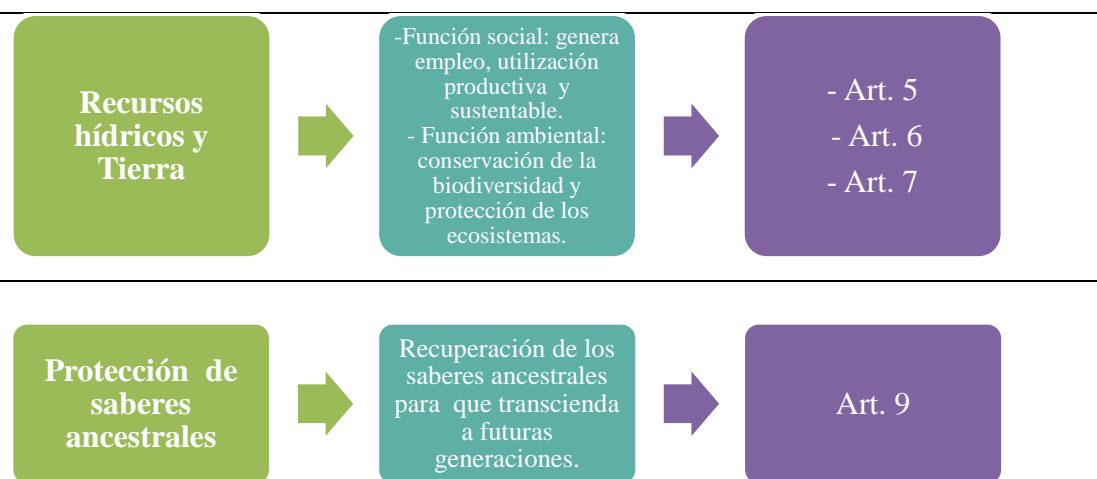 Recursos
hídricos y
Tierra
-Función social: genera
empleo, utilización
productiva y
sustentable.
- Función ambiental:
conservación de la
biodiversidad y
protección de los
ecosistemas.
- Art. 5
- Art. 6
- Art. 7
Protección de
saberes
ancestrales
Recuperación de los
saberes ancestrales
para que transcienda
a futuras
generaciones.
Art. 9